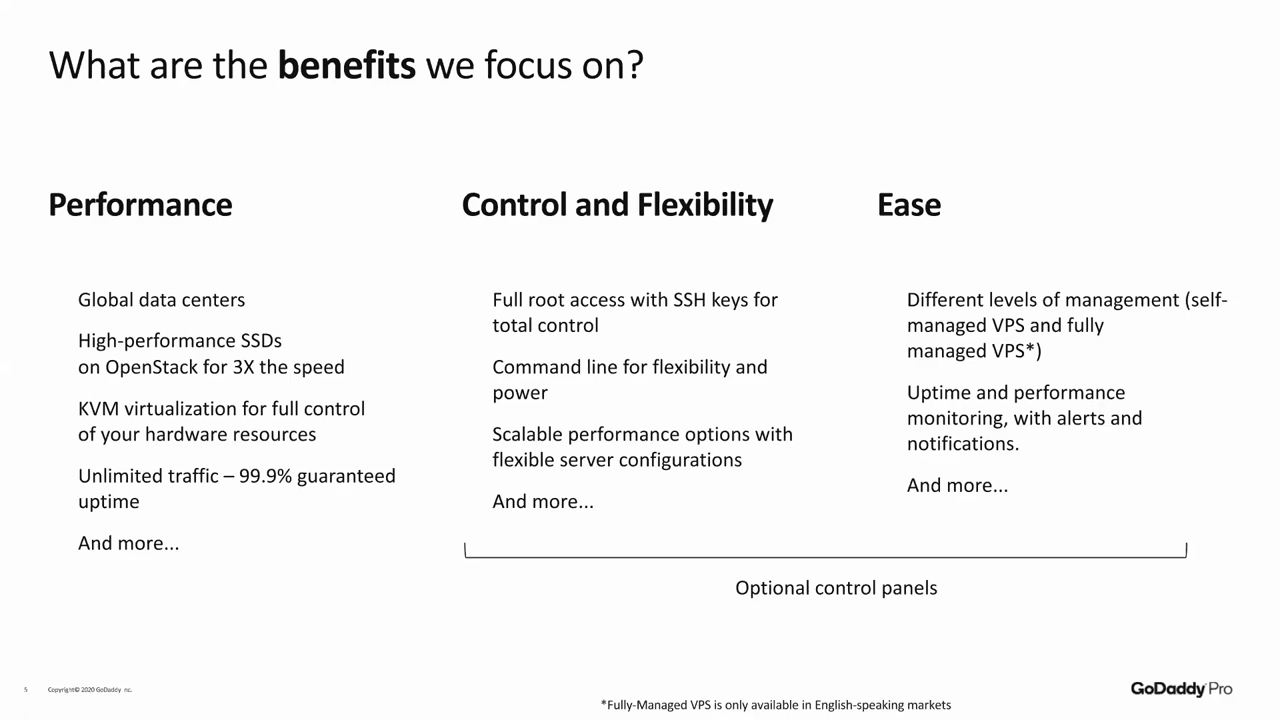 What are the benefits we focus on?
Performance
Global data centers
High-performance SSDs
on OpenStack for 3X the speed
KVM virtualization for full control
of your hardware resources
Unlimited traffic – 99.9% guaranteed
uptime
And more...
Control and Flexibility
Full root access with SSH keys for
total control
Command line for flexibility and
power
Scalable performance options with
flexible server configurations
And more...
Ease
Different levels of management (self-
managed VPS and fully
managed VPS*)
Uptime and performance
monitoring, with alerts and
notifications.
And more...
Optional control panels
5
Copyright© 2020 GoDaddy nc.
*Fully-Managed VPS is only available in English-speaking markets
GoDaddy Pro